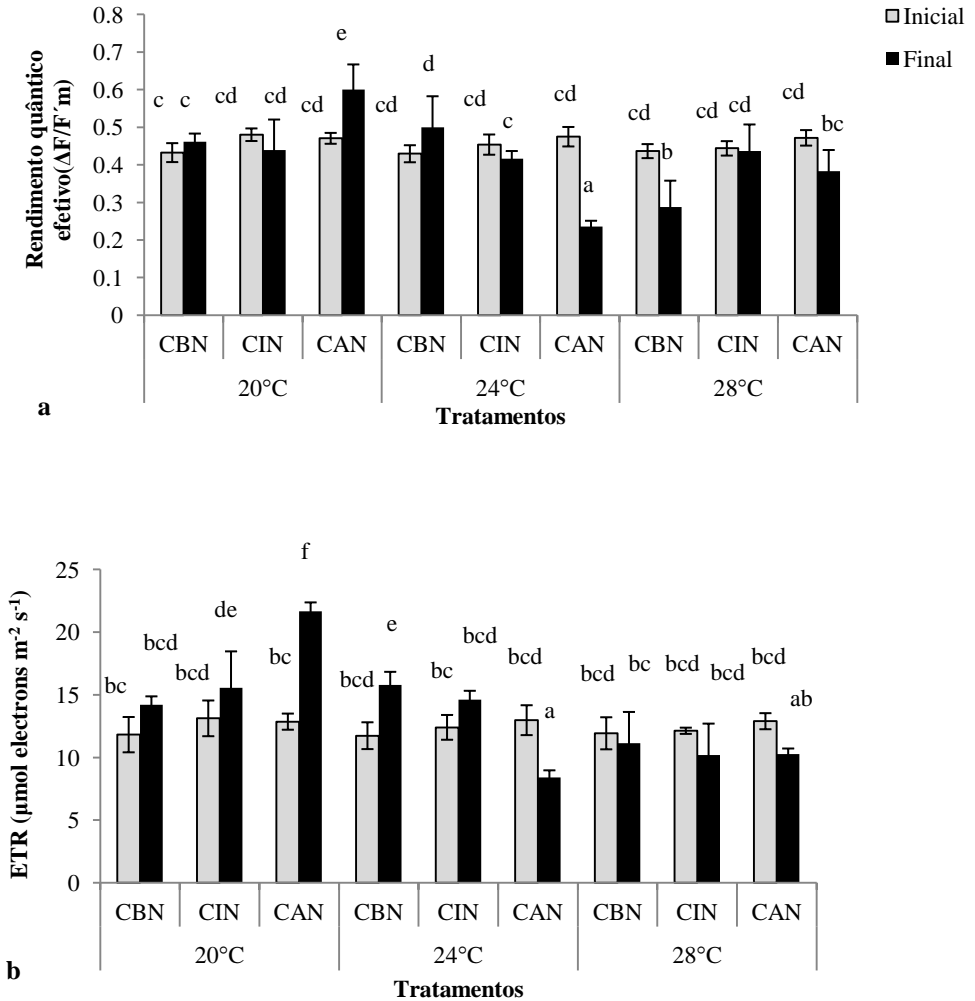 Inicial
Final
Rendimento quântico
efetivo(ΔF/F´m)
0.8
0.7
0.6
0.5
0.4
0.3
0.2
0.1
0
c c cd cd cd e cd d cd c cd a cd b cd cd cd bc
CBN CIN CAN CBN CIN CAN CBN CIN CAN
20°C 24°C 28°C
Tratamentos
a
ETR (µmol electrons m-2 s-1)
25
20
15
10
5
0
bc bcd bcd de bc f bcd e bc bcd bcd a bcd bc bcd bcd bcd ab
CBN CIN CAN CBN CIN CAN CBN CIN CAN
20°C 24°C 28°C
Tratamentos
b